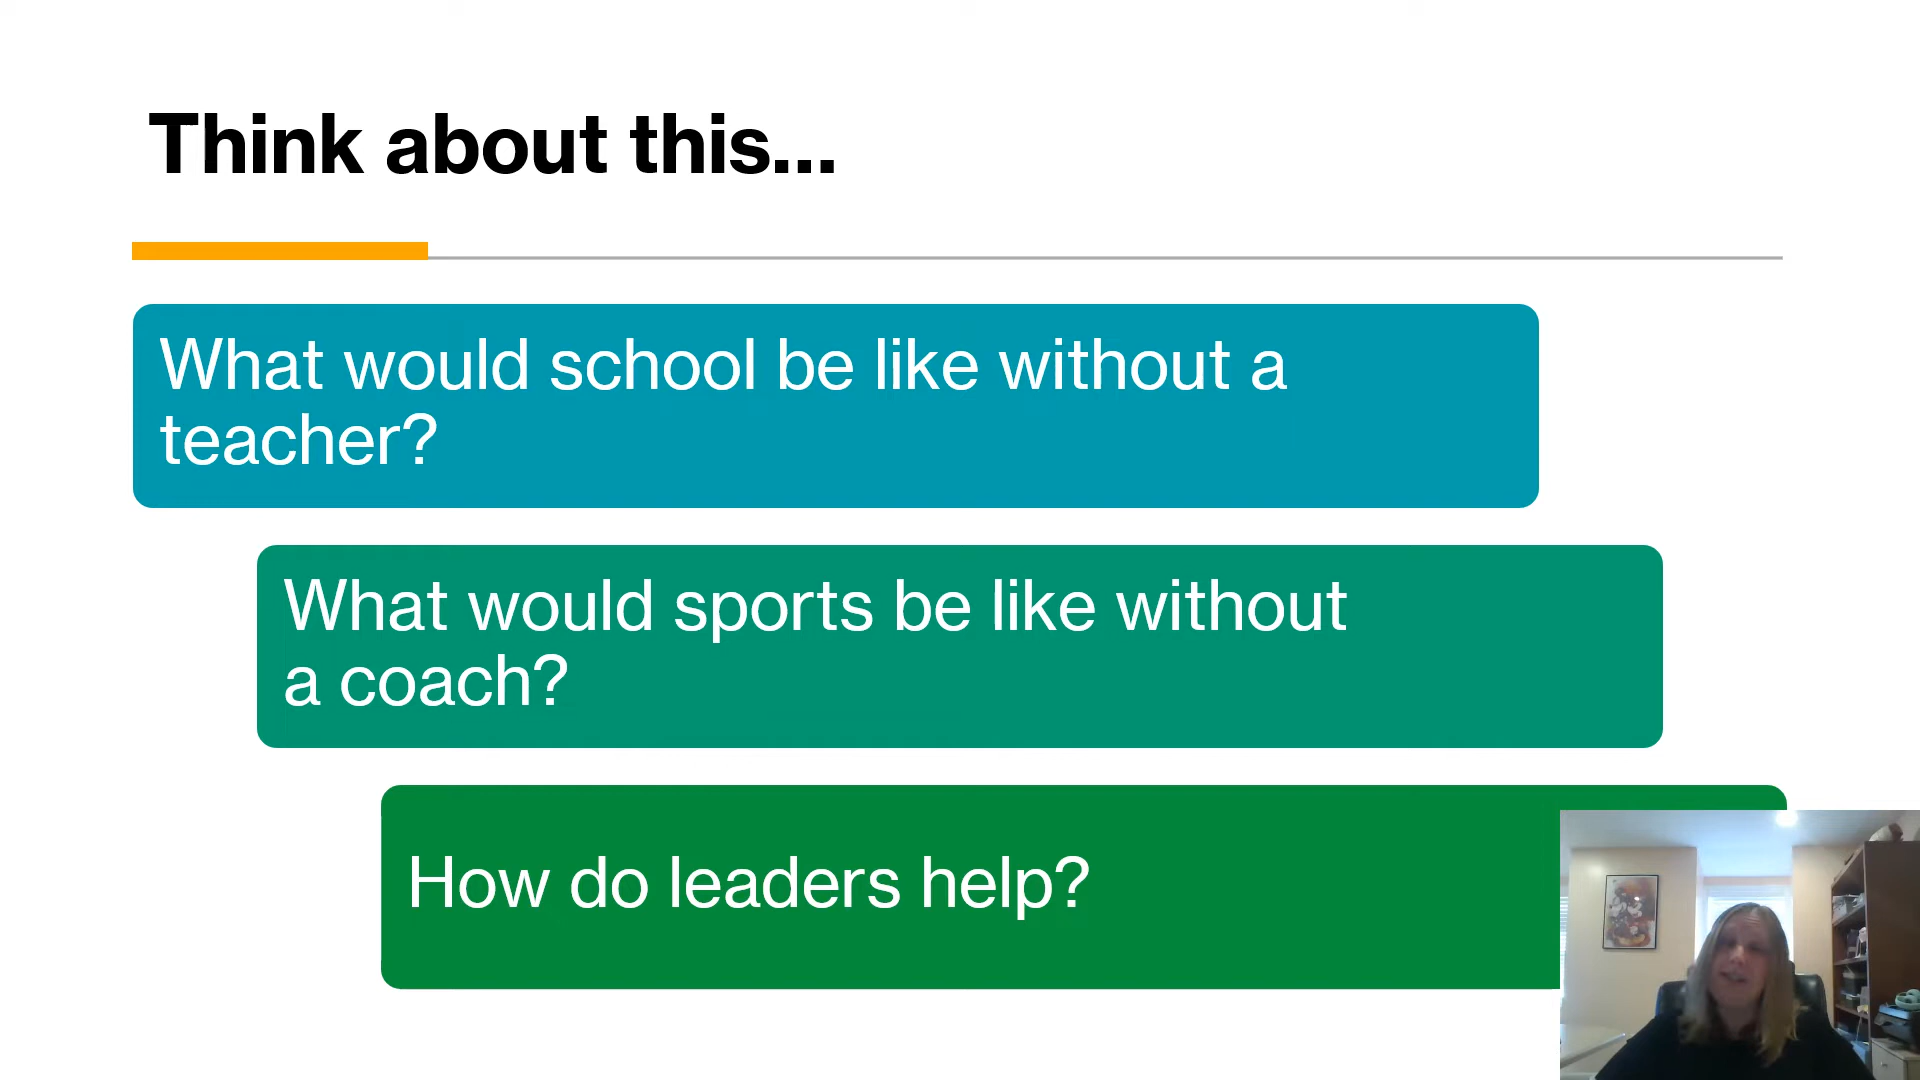 Think about this...
What would school be like without a
teacher?
What would sports be like without
a coach?
How do leaders help?